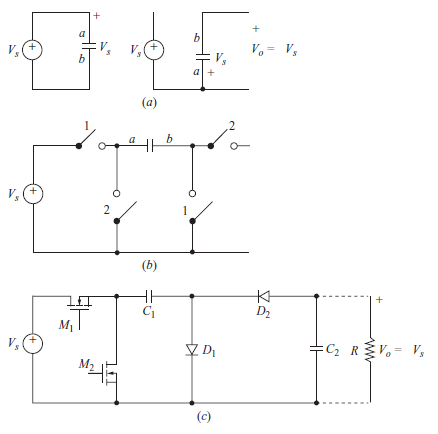 +
a
V_s
+
V_s
b
V_s
+
b
V_s
a
+
+
V_o = V_s
(a)
1
a
b
2
V_s
+
2
1
(b)
M_1
C_1
D_2
+
V_s
+
M_2
D_1
C_2
R
V_o = V_s
(c)